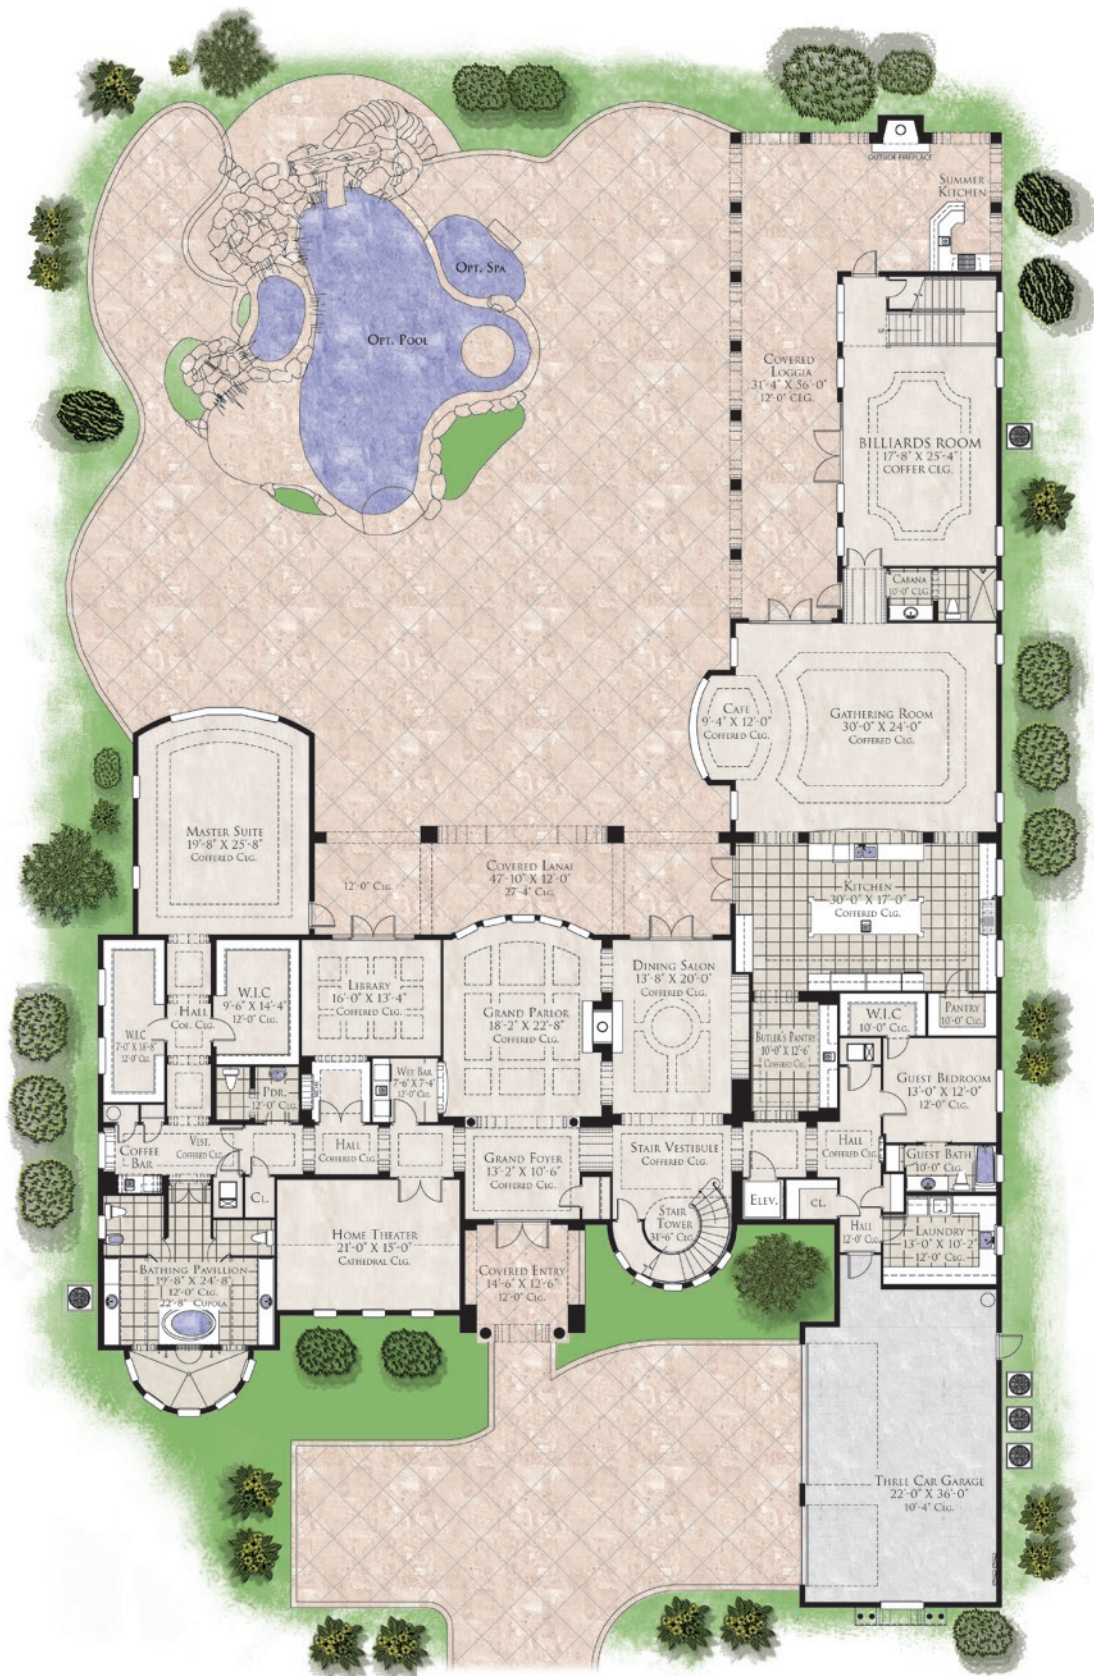 OUTSIDE FIREPLACE
SUMMER
KITCHEN
OPT. SPA
OPT. POOL
UP
COVERED
LOGGIA
31'-4" X 56'-0"
12'-0" CLG.
BILLIARDS ROOM
17'-8" X 25'-4"
COFFER CLG.
CABANA
10'-0" CLG.
CAFE
9'-4" X 12'-0"
COFFERED CLG.
GATHERING ROOM
30'-0" X 24'-0"
COFFERED CLG.
MASTER SUITE
19'-8" X 25'-8"
COFFERED CLG.
12'-0" CLG.
COVERED LANAI
47'-10" X 12'-0"
27'-4" CLG.
KITCHEN
30'-0" X 17'-0"
COFFERED CLG.
W.I.C
7'-0" X 18'-8"
12'-0" CLG.
HALL
COF. CLG.
W.I.C
9'-6" X 14'-4"
12'-0" CLG.
LIBRARY
16'-0" X 13'-4"
COFFERED CLG.
GRAND PARLOR
18'-2" X 22'-8"
COFFERED CLG.
DINING SALON
13'-8" X 20'-0"
COFFERED CLG.
BUTLER'S PANTRY
10'-0" X 12'-6"
COFFERED CLG.
W.I.C
10'-0" CLG.
PANTRY
10'-0" CLG.
PDR.
12'-0" CLG.
WET BAR
7'-6" X 7'-4"
12'-0" CLG.
GUEST BEDROOM
13'-0" X 12'-0"
12'-0" CLG.
COFFEE
BAR
VEST.
COFFERED CLG.
HALL
COFFERED CLG.
GRAND FOYER
13'-2" X 10'-6"
COFFERED CLG.
STAIR VESTIBULE
COFFERED CLG.
HALL
COFFERED CLG.
GUEST BATH
10'-0" CLG.
CL.
ELEV.
CL.
STAIR
TOWER
31'-6" CLG.
HALL
12'-0" CLG.
LAUNDRY
13'-0" X 10'-2"
12'-0" CLG.
HOME THEATER
21'-0" X 15'-0"
CATHEDRAL CLG.
BATHING PAVILLION
19'-8" X 24'-8"
12'-0" CLG.
22'-8" CUPOLA
COVERED ENTRY
14'-6" X 12'-6"
12'-0" CLG.
THREE CAR GARAGE
22'-0" X 36'-0"
10'-4" CLG.